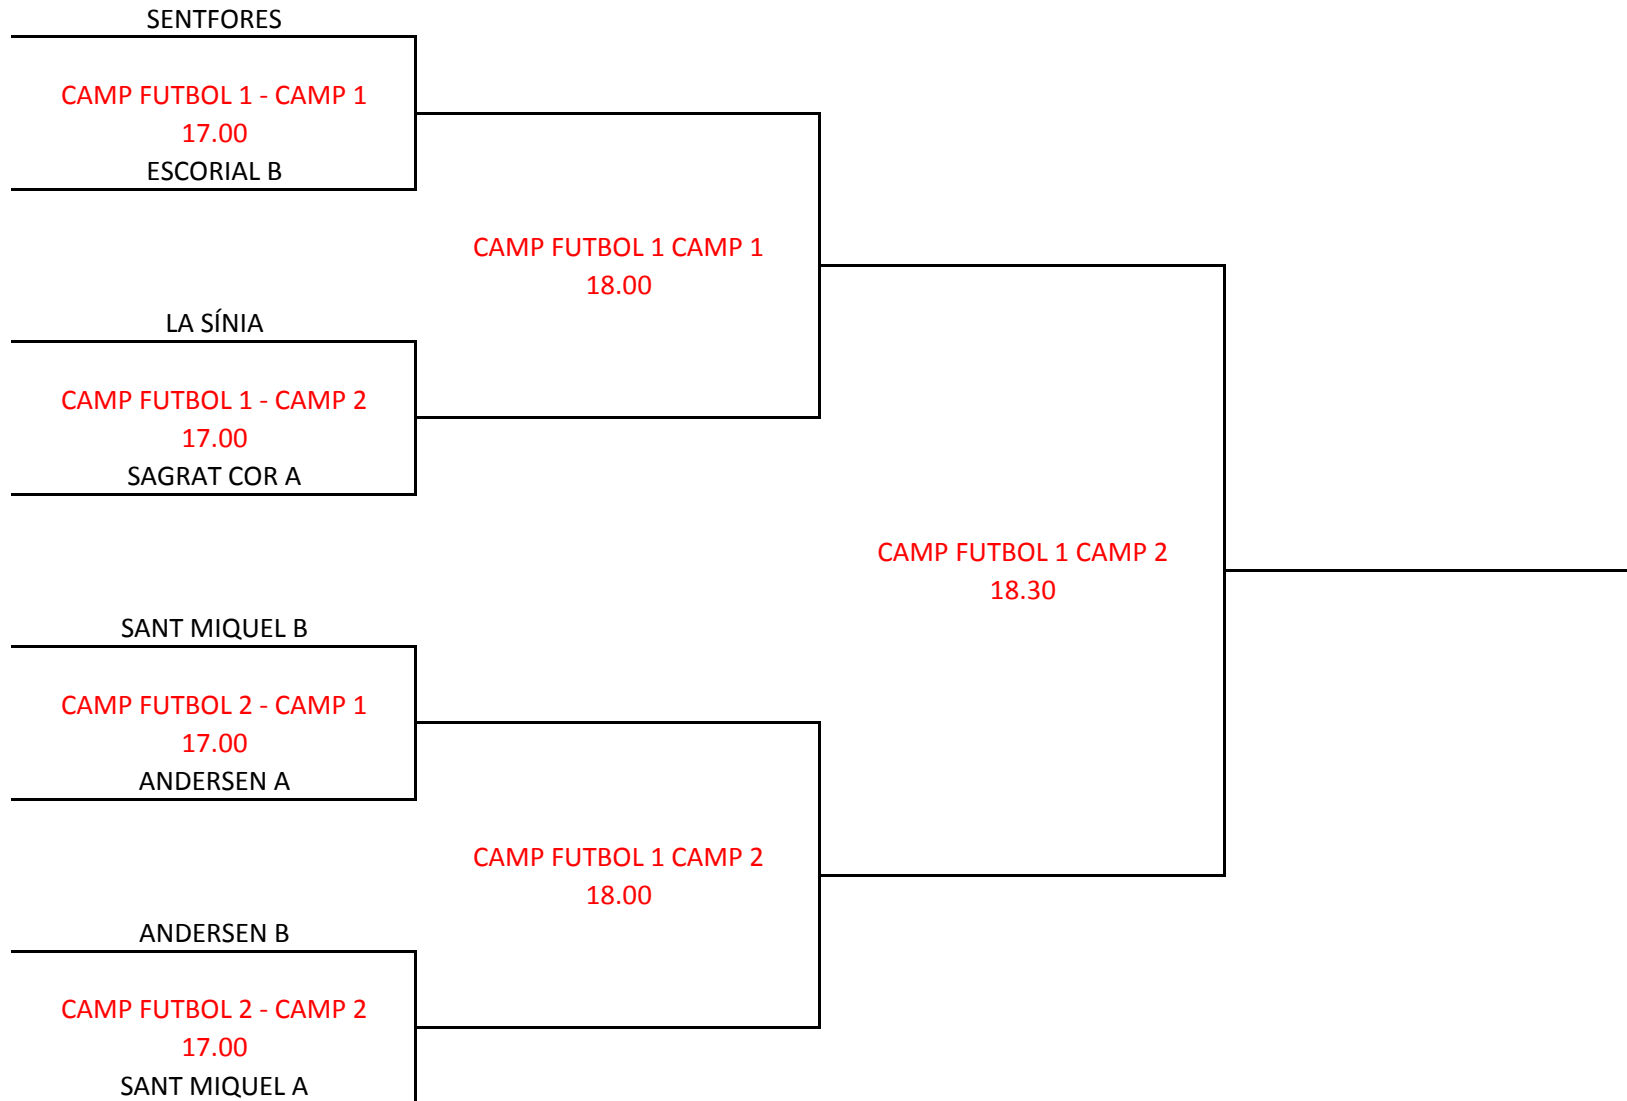 SENTFORES
CAMP FUTBOL 1 - CAMP 1
17.00
ESCORIAL B
CAMP FUTBOL 1 CAMP 1
18.00
LA SÍNIA
CAMP FUTBOL 1 - CAMP 2
17.00
SAGRAT COR A
CAMP FUTBOL 1 CAMP 2
18.30
SANT MIQUEL B
CAMP FUTBOL 2 - CAMP 1
17.00
ANDERSEN A
CAMP FUTBOL 1 CAMP 2
18.00
ANDERSEN B
CAMP FUTBOL 2 - CAMP 2
17.00
SANT MIQUEL A